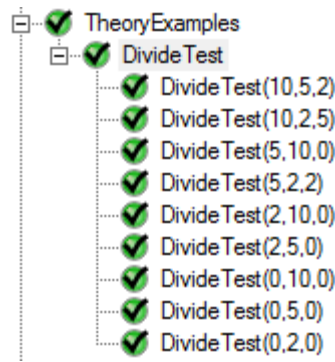 TheoryExamples
DivideTest
DivideTest(10,5,2)
DivideTest(10,2,5)
DivideTest(5,10,0)
DivideTest(5,2,2)
DivideTest(2,10,0)
DivideTest(2,5,0)
DivideTest(0,10,0)
DivideTest(0,5,0)
DivideTest(0,2,0)